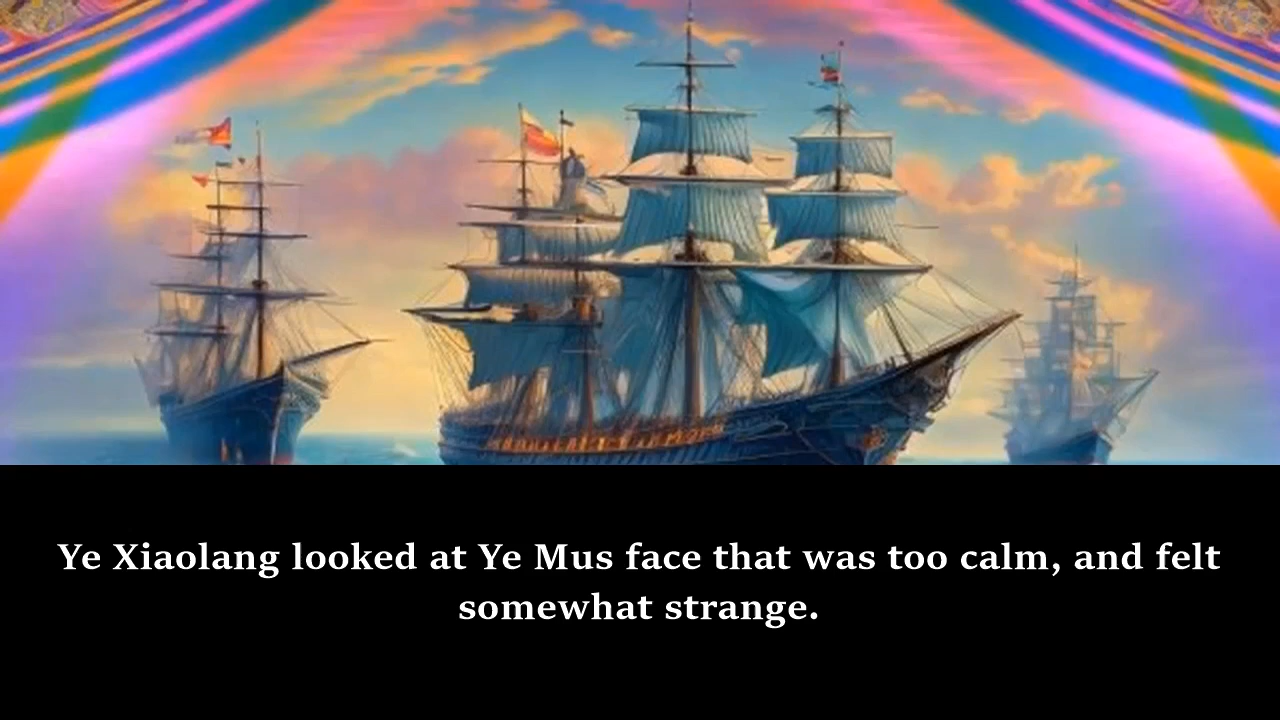 Ye Xiaolang looked at Ye Mus face that was too calm, and felt
somewhat strange.